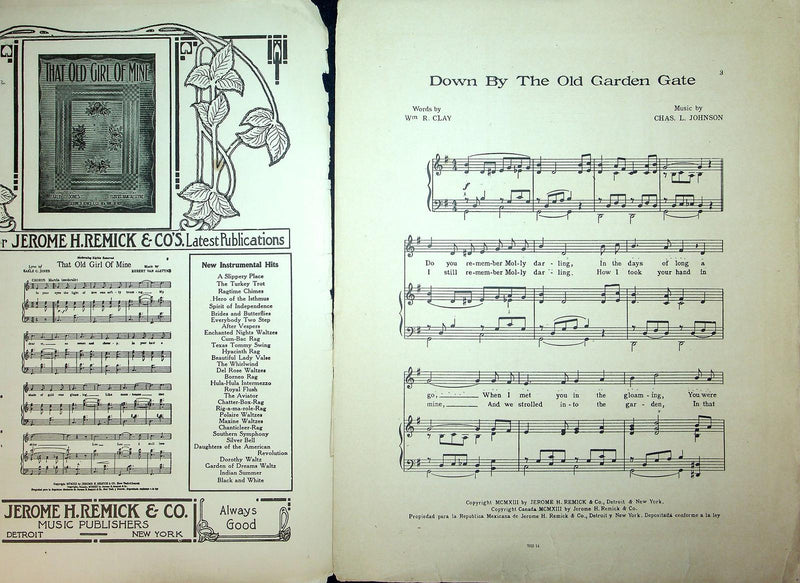 THAT OLD GIRL OF MINE
JEROME H. REMICK & CO'S. Latest Publications
That Old Girl Of Mine
EARLE C. JONES
EGBERT VAN ALSTYNE
New Instrumental Hits
A Slippery Place
The Turkey Trot
Ragtime Chimes
Hero of the Isthmus
Spirit of Independence
Brides and Butterflies
Everybody Two Step
After Vespers
Enchanted Nights Waltzes
Cum-Bac Rag
Texas Tommy Swing
Hyacinth Rag
Beautiful Lady Valse
The Whirlwind
Del Rose Waltzes
Borneo Rag
Hula-Hula Intermezzo
Royal Flush
The Aviator
Chatter-Box-Rag
Rig-a-ma-role-Rag
Polaire Waltzes
Maxine Waltzes
Chanticleer-Rag
Southern Symphony
Silver Bell
Daughters of the American
Revolution
Dorothy Waltz
Garden of Dreams Waltz
Indian Summer
Black and White
JEROME H. REMICK & CO.
MUSIC PUBLISHERS
DETROIT NEW YORK
Always
Good
3
Down By The Old Garden Gate
Words by
Wm R. CLAY
Music by
CHAS. L. JOHNSON
Do you re-mem-ber Mol-ly dar - ling, In the days of long a
I still re-mem-ber Mol-ly dar - ling. How I took your hand in
go, When I met you in the gloam - ing, You were
mine, And we strolled in - to the gar - den, In that
Copyright MCMXIII by JEROME H. REMICK & Co., Detroit & New York.
Copyright Canada MCMXIII by Jerome H. Remick & Co.
Propiedad para la Republica Mexicana de Jerome H. Remick & Co., Detroit y New York. Depositada conforme a la ley